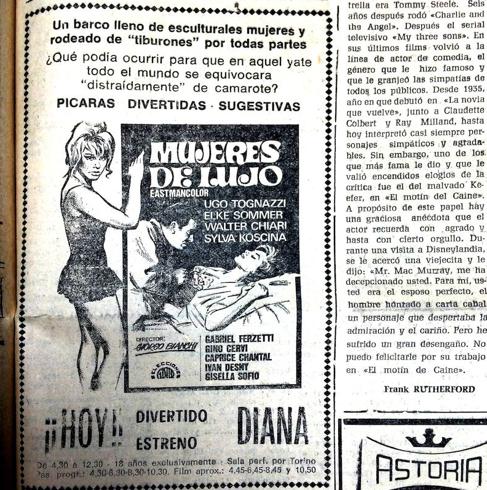 Un barco lleno de esculturales mujeres y
rodeado de "tiburones" por todas partes
¿Qué podía ocurrir para que en aquel yate
todo el mundo se equivocara
"distraídamente" de camarote?
PICARAS DIVERTIDAS - SUGESTIVAS
MUJERES
DE LUJO
EASTMANCOLOR
UGO TOGNAZZI
ELKE SOMMER
WALTER CHIARI
SYLVA KOSCINA
DIRECTOR:
GIORGIO BIANCHI
GABRIEL FERZETTI
GINO CERVI
CAPRICE CHANTAL
IVAN DESNY
GISELLA SOFIO
¡¡HOY!!
DIVERTIDO
ESTRENO
DIANA
De 4,30 a 12,30 - 18 años exclusivamente - Sala perf. por Torino
Pas. progr.: 4,30-6,30-8,30-10,30. Film aprox.: 4,45-6,45-8,45 y 10,50
trella era Tommy Steele. Seis
años después rodó «Charlie and
the Angel». Después el serial
televisivo «My three sons». En
sus últimos films volvió a la
línea de actor de comedia, el
género que le hizo famoso y
que le granjeó las simpatías de
todos los públicos. Desde 1935,
año en que debutó en «La novia
que vuelve», junto a Claudette
Colbert y Ray Milland, hasta
hoy interpretó casi siempre per-
sonajes simpáticos y agrada-
bles. Sin embargo, uno de los
que más fama le dio y que le
valió encendidos elogios de la
crítica fue el del malvado Ke-
efer, en «El motín del Caine».
A propósito de este papel hay
una graciosa anécdota que el
actor recuerda con agrado y
hasta con cierto orgullo. Du-
rante una visita a Disneylandia,
se le acercó una viejecita y le
dijo: «Mr. Mac Murray, me ha
decepcionado usted. Para mí, us-
ted era el esposo perfecto, el
hombre honrado a carta cabal
un personaje que despertaba la
admiración y el cariño. Pero he
sufrido un gran desengaño. No
puedo felicitarle por su trabajo
en «El motín de Caine».
Frank RUTHERFORD
ASTORIA